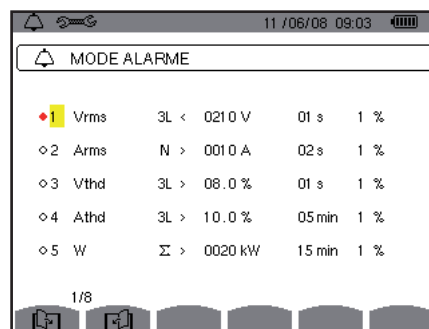 11/06/08 09:03
MODE ALARME
1 Vrms 3L < 0210 V 01 s 1 %
2 Arms N > 0010 A 02 s 1 %
3 Vthd 3L > 08.0 % 01 s 1 %
4 Athd 3L > 10.0 % 05 min 1 %
5 W Σ > 0020 kW 15 min 1 %
1/8